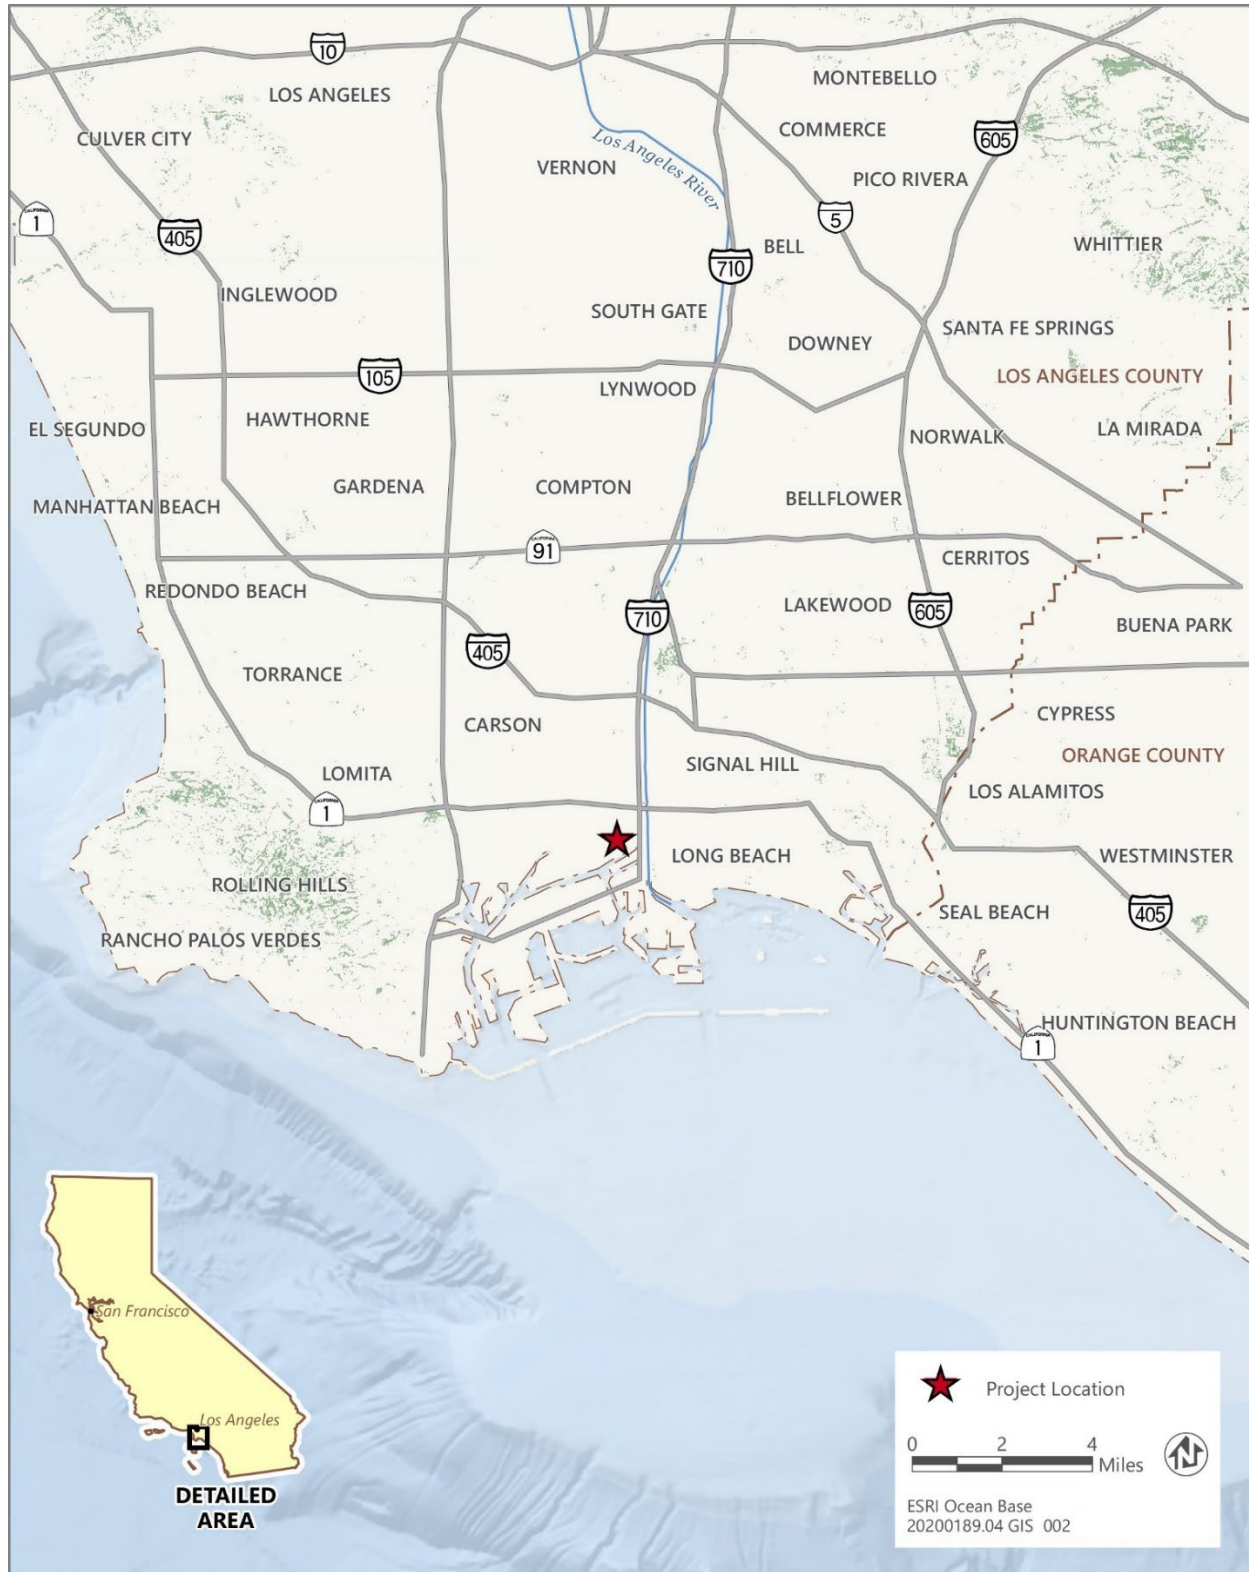 10
MONTEBELLO
LOS ANGELES
COMMERCE
CULVER CITY
605
Los Angeles River
VERNON
PICO RIVERA
CALIFORNIA
1
5
405
WHITTIER
BELL
710
INGLEWOOD
SOUTH GATE
SANTA FE SPRINGS
DOWNEY
105
LOS ANGELES COUNTY
LYNWOOD
HAWTHORNE
EL SEGUNDO
LA MIRADA
NORWALK
GARDENA
COMPTON
BELLFLOWER
MANHATTAN BEACH
CALIFORNIA
91
CERRITOS
REDONDO BEACH
LAKEWOOD
605
710
BUENA PARK
405
TORRANCE
CYPRESS
CARSON
ORANGE COUNTY
SIGNAL HILL
LOMITA
LOS ALAMITOS
CALIFORNIA
1
LONG BEACH
WESTMINSTER
ROLLING HILLS
SEAL BEACH
405
RANCHO PALOS VERDES
HUNTINGTON BEACH
CALIFORNIA
1
San Francisco
Los Angeles
DETAILED
AREA
Project Location
0 2 4
Miles
N
ESRI Ocean Base
20200189.04 GIS 002